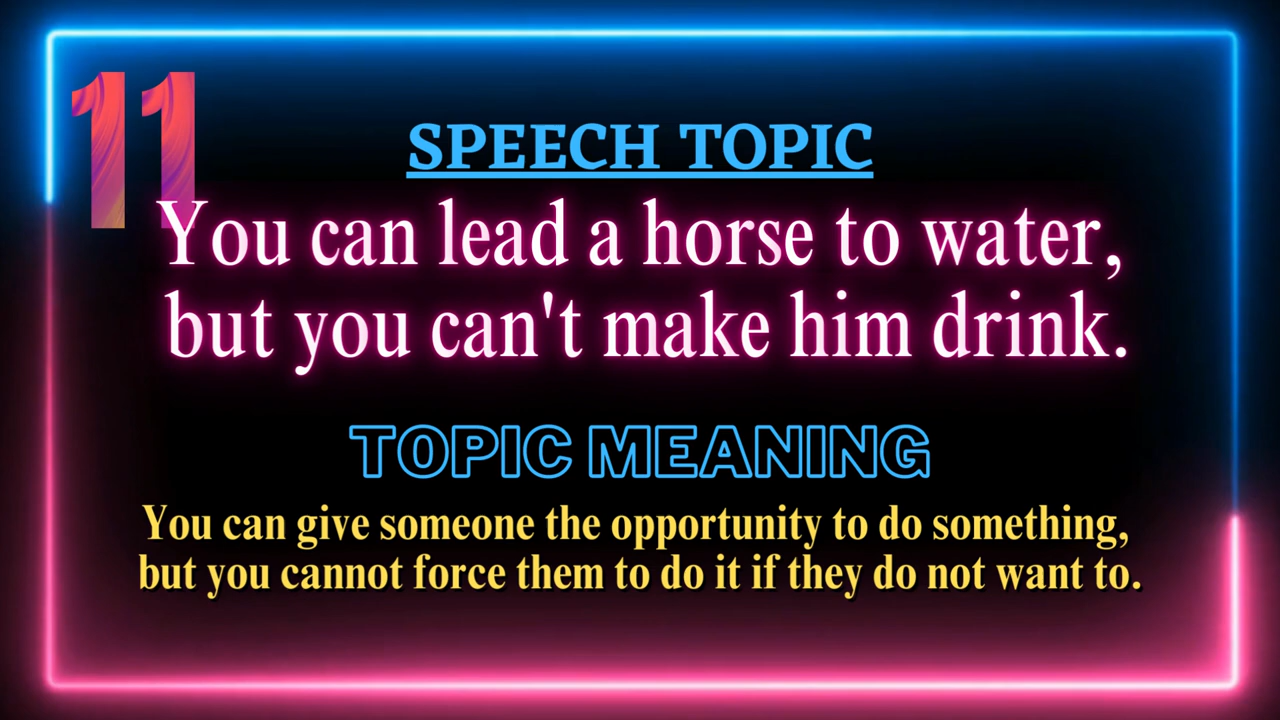 11
SPEECH TOPIC
You can lead a horse to water,
but you can't make him drink.
TOPIC MEANING
You can give someone the opportunity to do something,
but you cannot force them to do it if they do not want to.